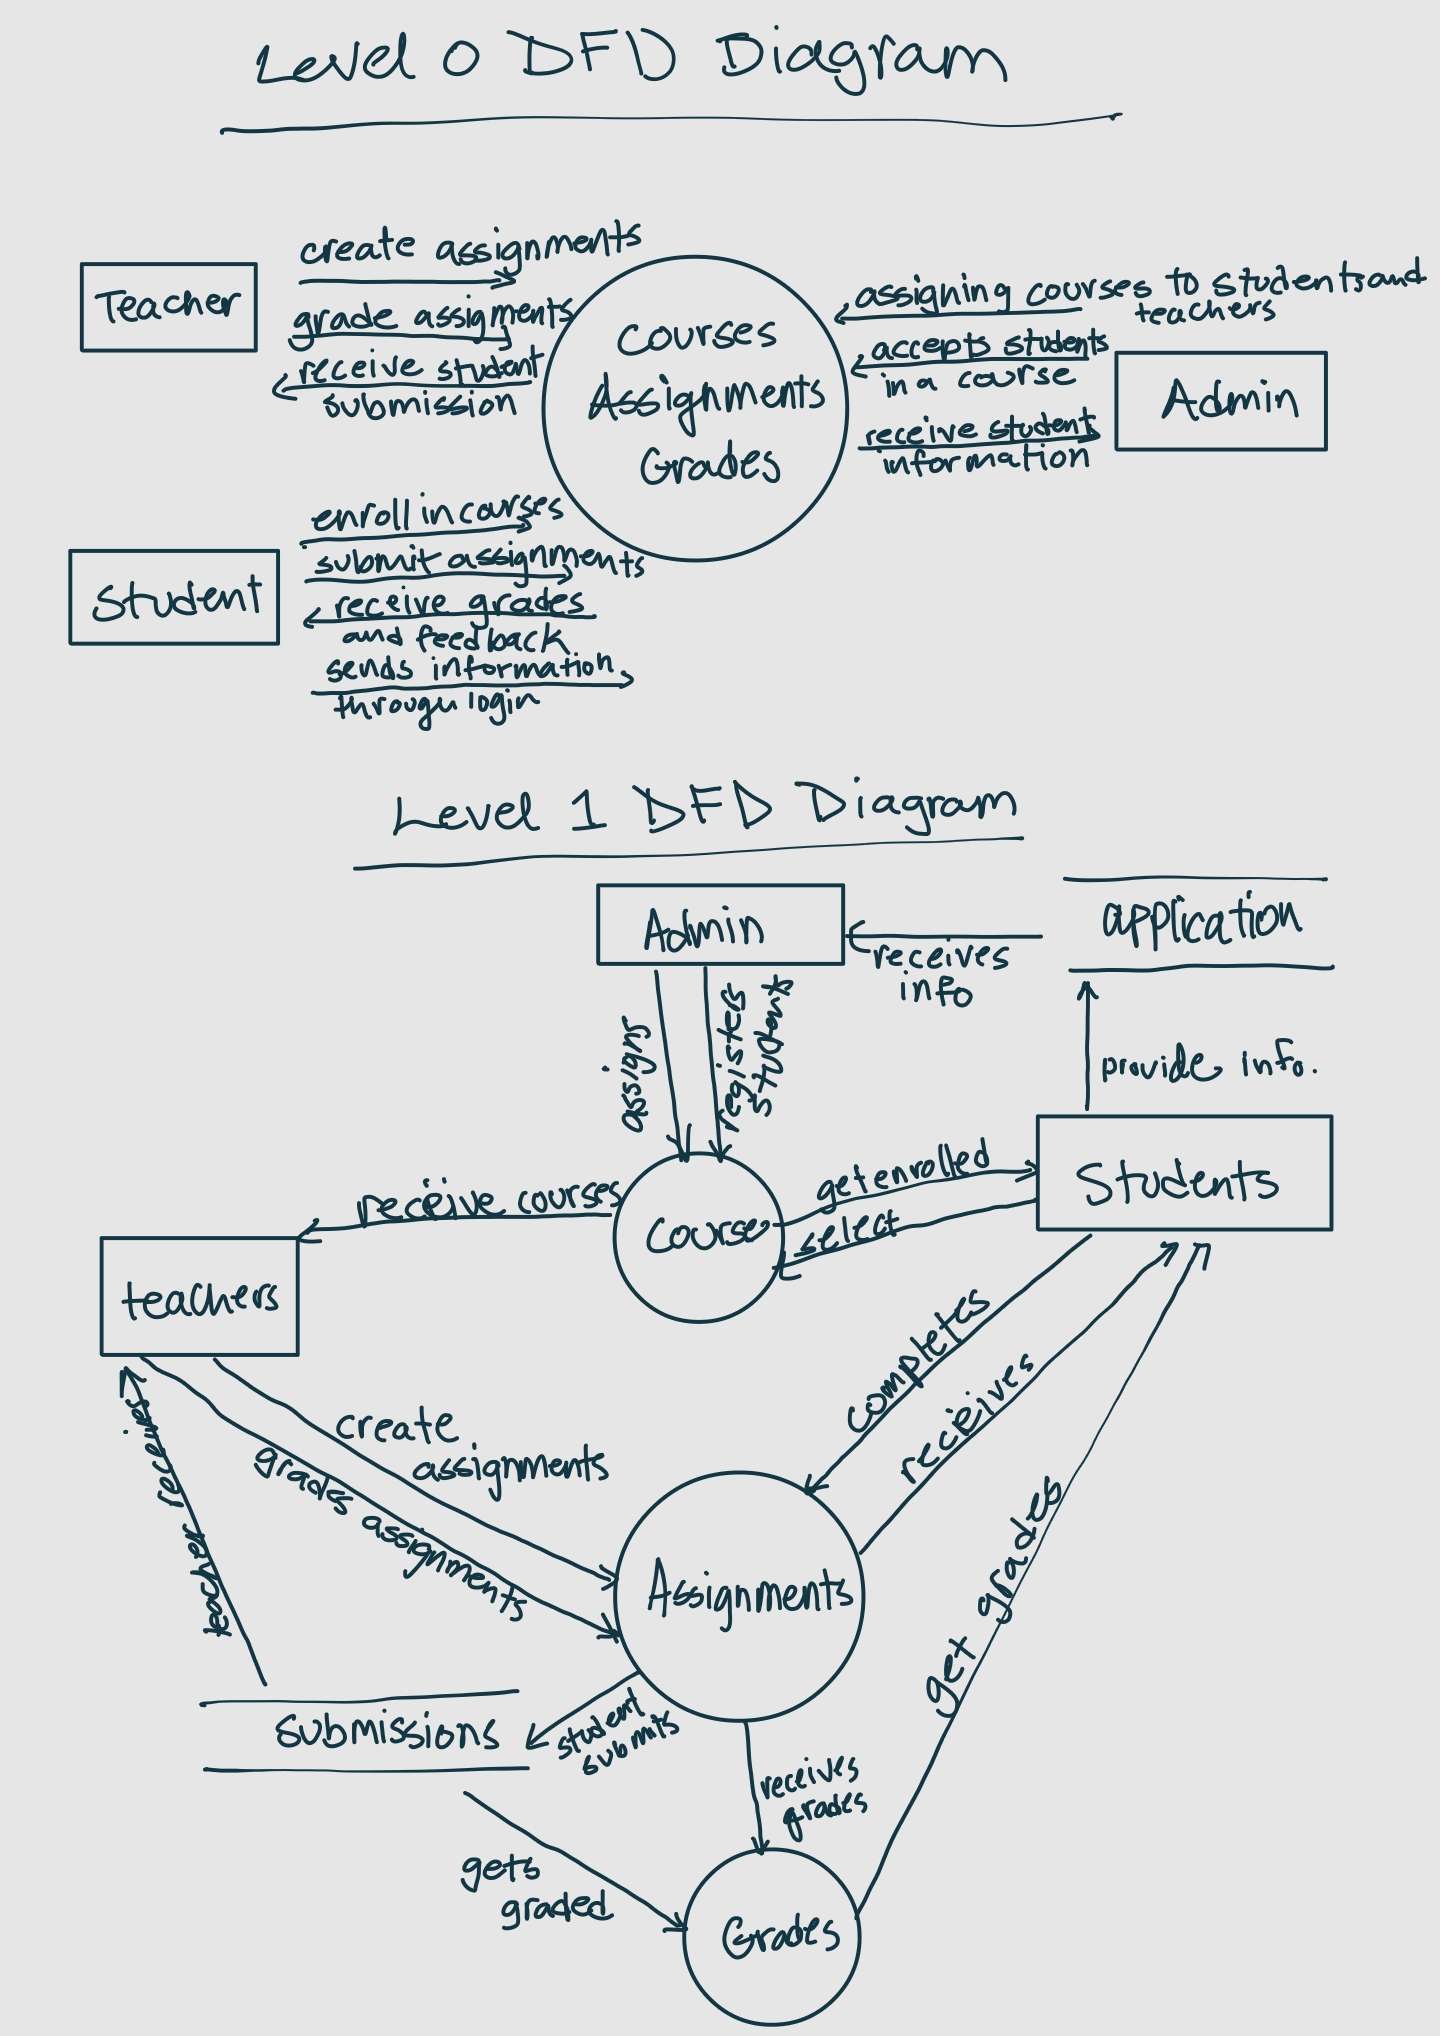 Level 0 DFD Diagram
Teacher
create assignments
grade assignments
receive student
submission
Courses
Assignments
Grades
assigning courses to students and
teachers
accepts students
in a course
receive student
information
Admin
Student
enroll in courses
submit assignments
receive grades
and feedback
sends information
through login
Level 1 DFD Diagram
Admin
application
receives
info
assigns
registers
student
provide info.
Students
receive courses
Course
get enrolled
select
teachers
completes
receives
get grades
create
assignments
grades assignments
teacher receives
Assignments
submissions
student
submits
receives
grades
gets
graded
Grades